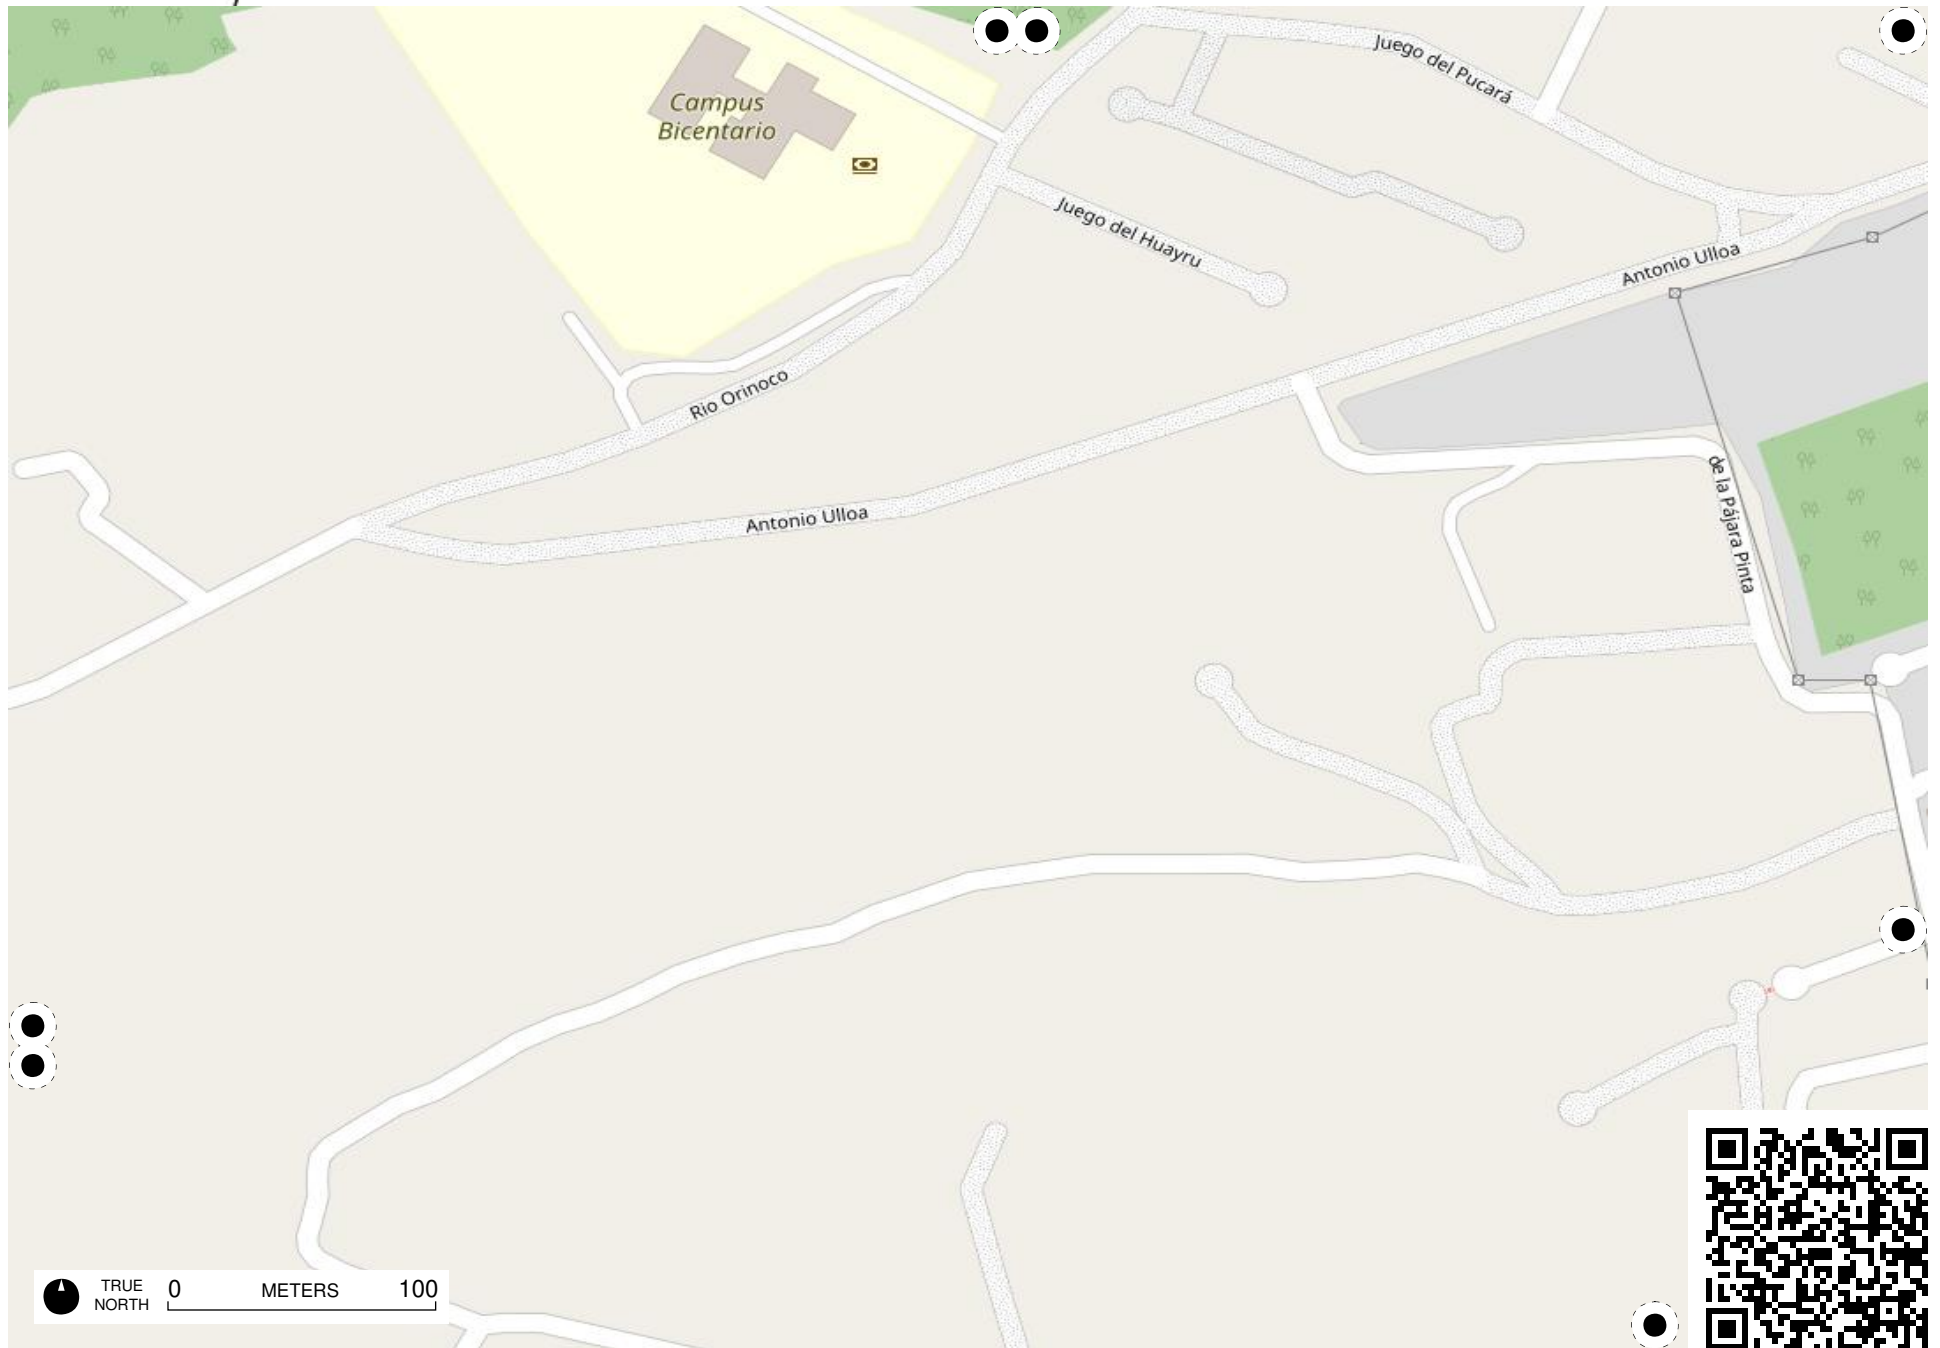 Juego del Pucará
Campus
Bicentario
Juego del Huayru
Antonio Ulloa
Rio Orinoco
de la Pájara Pinta
Antonio Ulloa
TRUE
NORTH
0 METERS 100